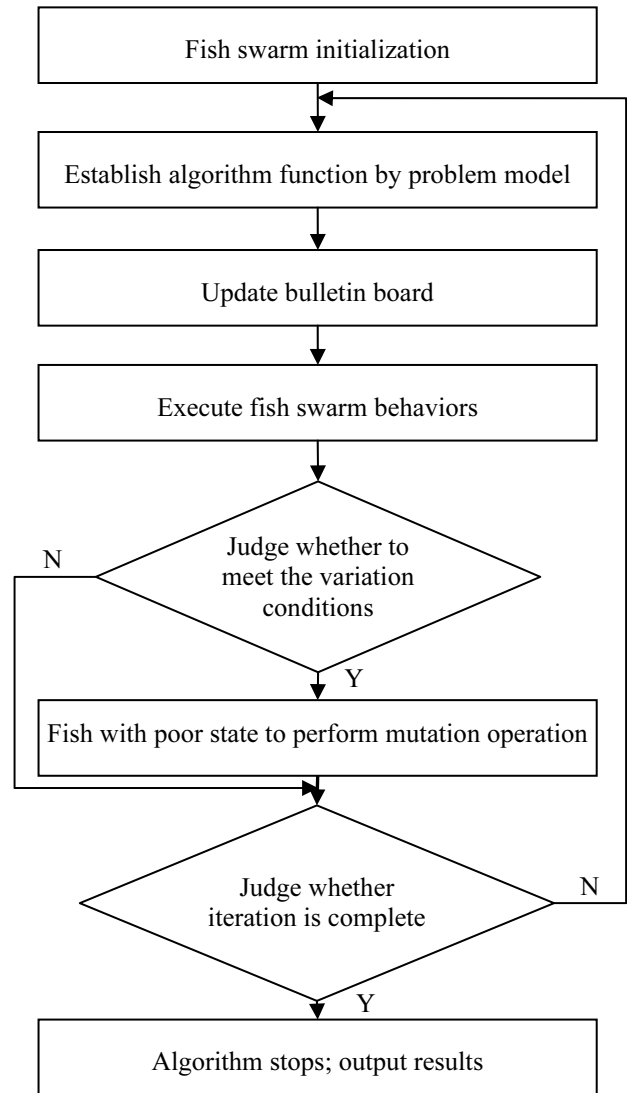 Fish swarm initialization
Establish algorithm function by problem model
Update bulletin board
Execute fish swarm behaviors
Judge whether to
meet the variation
conditions
N
Y
Fish with poor state to perform mutation operation
Judge whether
iteration is complete
N
Y
Algorithm stops; output results